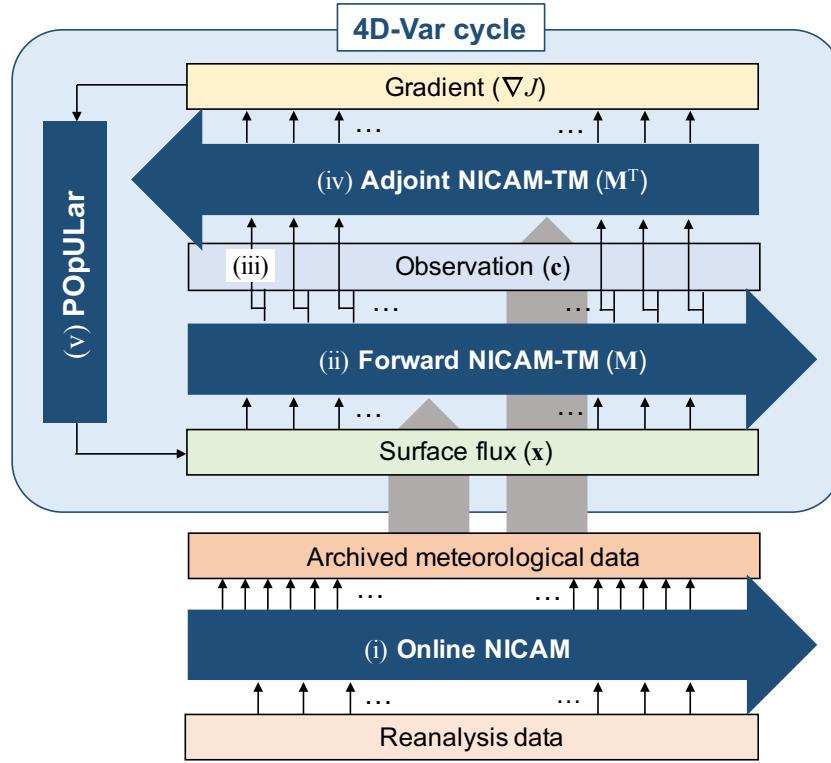 4D-Var cycle
Gradient (∇J)
...
...
(iv) Adjoint NICAM-TM (Mᵀ)
(iii)
Observation (c)
...
...
(v) POpULar
(ii) Forward NICAM-TM (M)
...
...
Surface flux (x)
Archived meteorological data
...
...
(i) Online NICAM
...
...
Reanalysis data